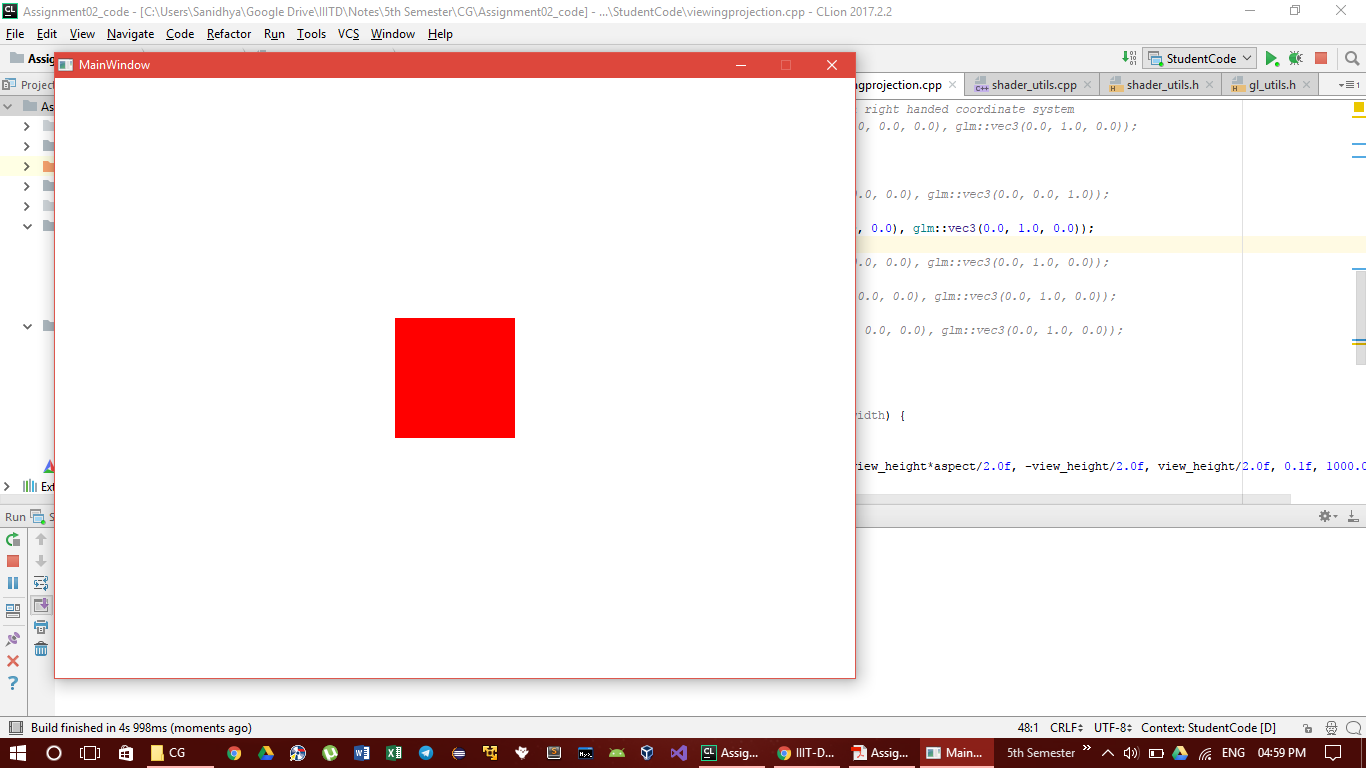 Assignment02_code - [C:\Users\Sanidhya\Google Drive\IIITD\Notes\5th Semester\CG\Assignment02_code] - ...\StudentCode\viewingprojection.cpp - CLion 2017.2.2
File Edit View Navigate Code Refactor Run Tools VCS Window Help
Assig
StudentCode
MainWindow
Project
ngprojection.cpp shader_utils.cpp shader_utils.h gl_utils.h
As
right handed coordinate system
0, 0.0, 0.0), glm::vec3(0.0, 1.0, 0.0));
0.0, 0.0), glm::vec3(0.0, 0.0, 1.0));
, 0.0), glm::vec3(0.0, 1.0, 0.0));
0.0, 0.0), glm::vec3(0.0, 1.0, 0.0));
0.0, 0.0), glm::vec3(0.0, 1.0, 0.0));
0.0, 0.0), glm::vec3(0.0, 1.0, 0.0));
width) {
view_height*aspect/2.0f, -view_height/2.0f, view_height/2.0f, 0.1f, 1000.0
Ext
Run S
Build finished in 4s 998ms (moments ago)
48:1 CRLF UTF-8 Context: StudentCode [D]
CG Assig... IIIT-D... Assig... Main... 5th Semester ENG 04:59 PM